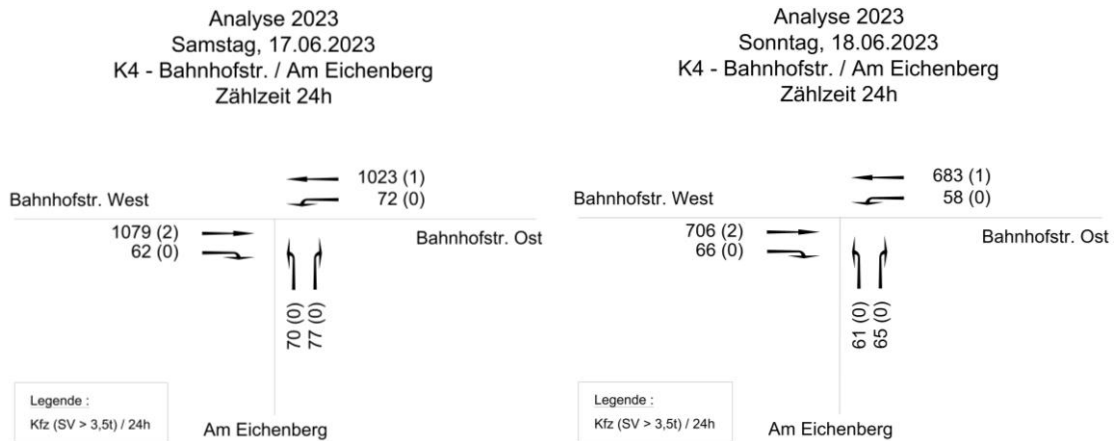 Analyse 2023
Samstag, 17.06.2023
K4 - Bahnhofstr. / Am Eichenberg
Zählzeit 24h
1023 (1)
72 (0)
Bahnhofstr. West
1079 (2)
62 (0)
Bahnhofstr. Ost
70 (0)
77 (0)
Legende :
Kfz (SV > 3,5t) / 24h
Am Eichenberg
Analyse 2023
Sonntag, 18.06.2023
K4 - Bahnhofstr. / Am Eichenberg
Zählzeit 24h
683 (1)
58 (0)
Bahnhofstr. West
706 (2)
66 (0)
Bahnhofstr. Ost
61 (0)
65 (0)
Legende :
Kfz (SV > 3,5t) / 24h
Am Eichenberg